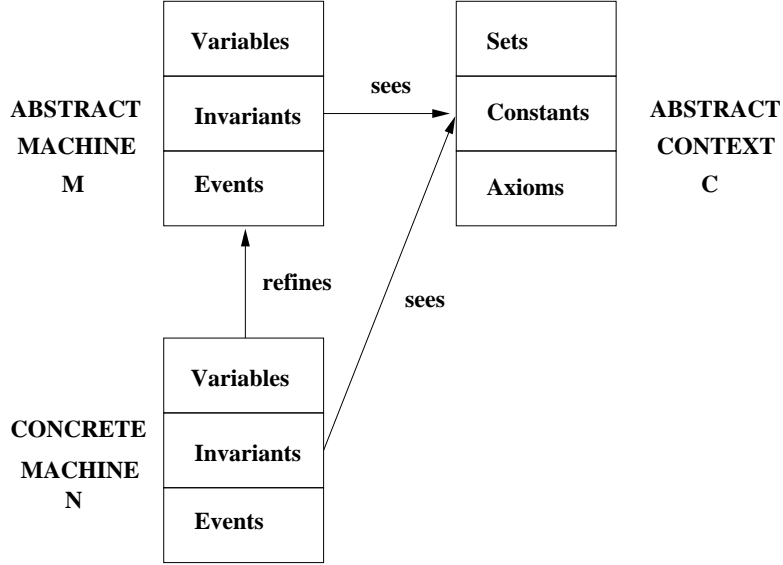 Variables
Invariants
Events
ABSTRACT
MACHINE
M
sees
Sets
Constants
Axioms
ABSTRACT
CONTEXT
C
refines
sees
Variables
Invariants
Events
CONCRETE
MACHINE
N